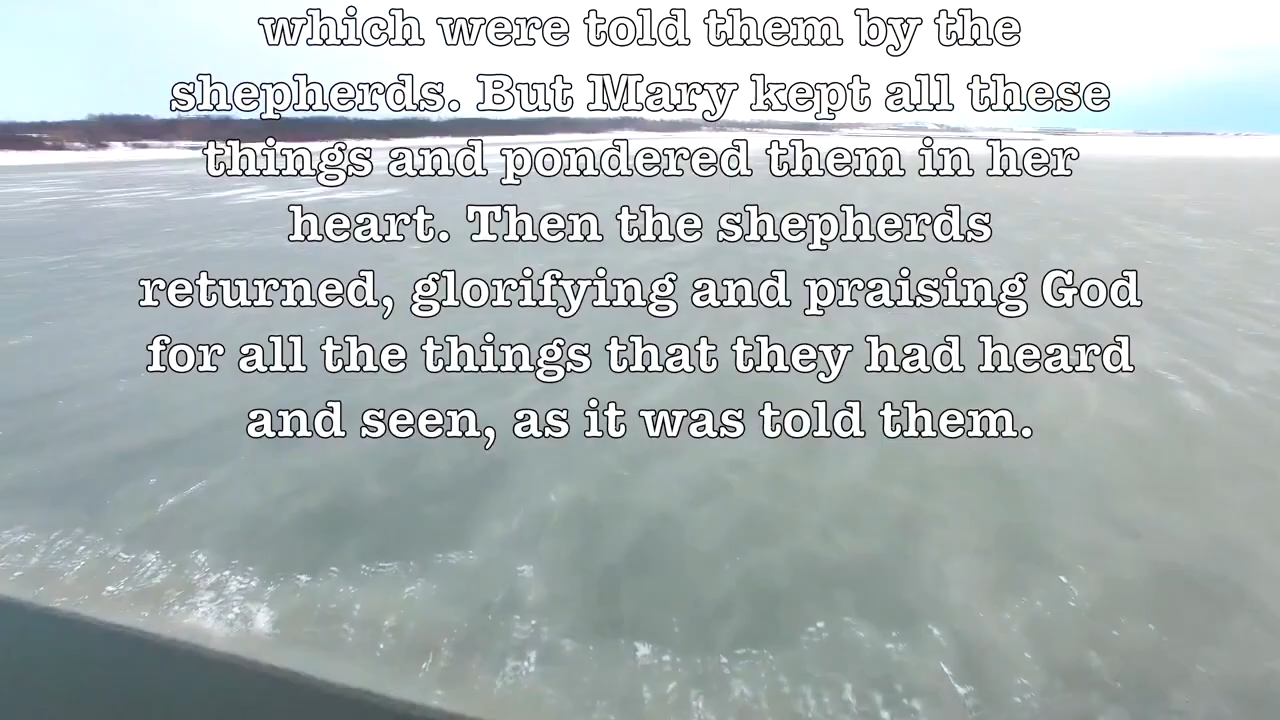 which were told them by the
shepherds. But Mary kept all these
things and pondered them in her
heart. Then the shepherds
returned, glorifying and praising God
for all the things that they had heard
and seen, as it was told them.